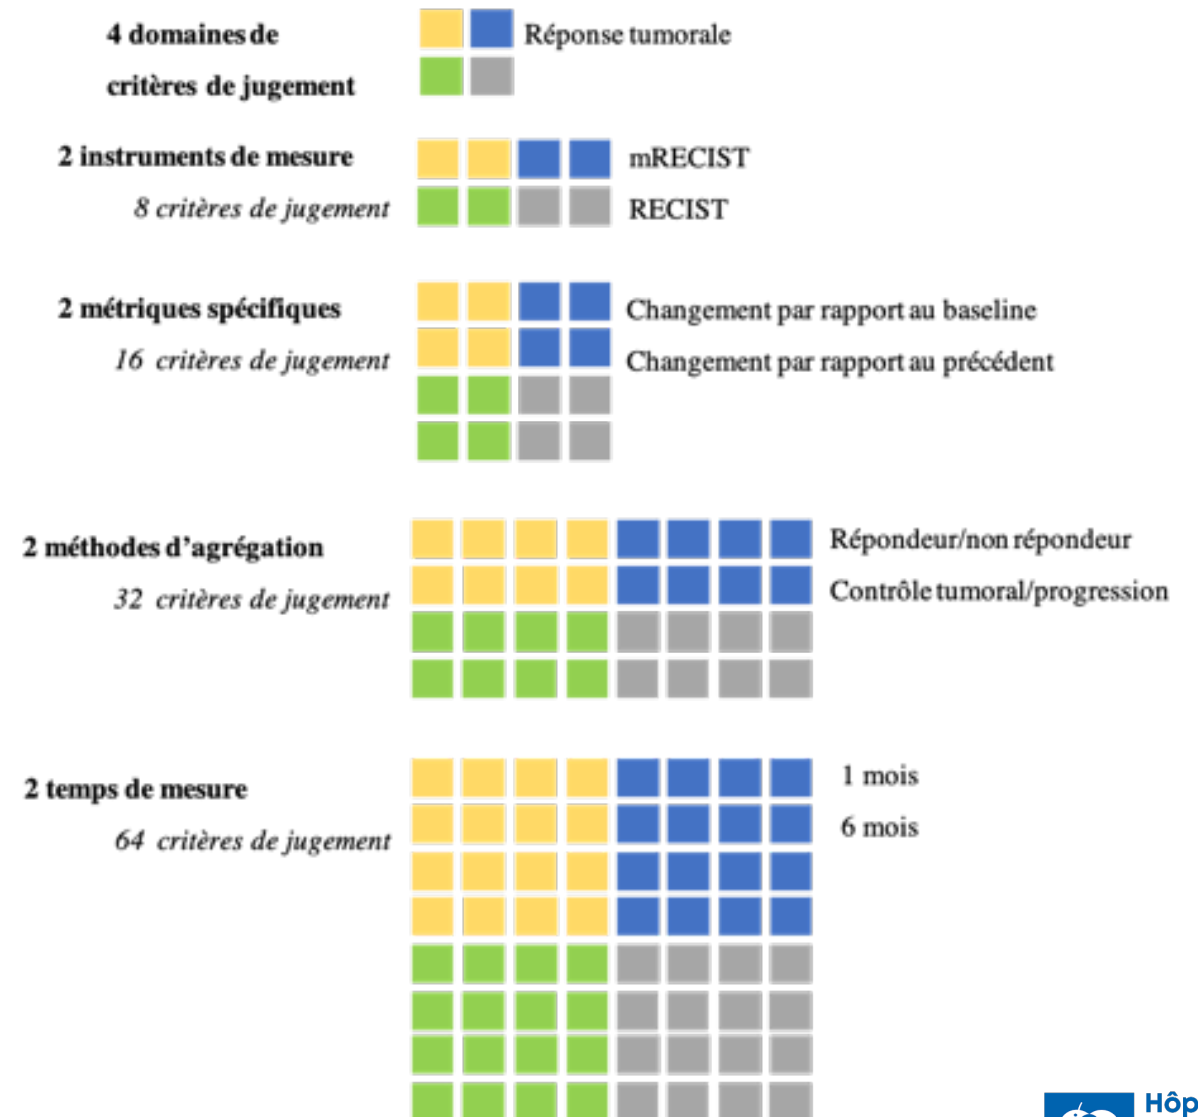 4 domaines de
critères de jugement
Réponse tumorale
2 instruments de mesure
8 critères de jugement
mRECIST
RECIST
2 métriques spécifiques
16 critères de jugement
Changement par rapport au baseline
Changement par rapport au précédent
2 méthodes d’agrégation
32 critères de jugement
Répondeur/non répondeur
Contrôle tumoral/progression
2 temps de mesure
64 critères de jugement
1 mois
6 mois
Hôp